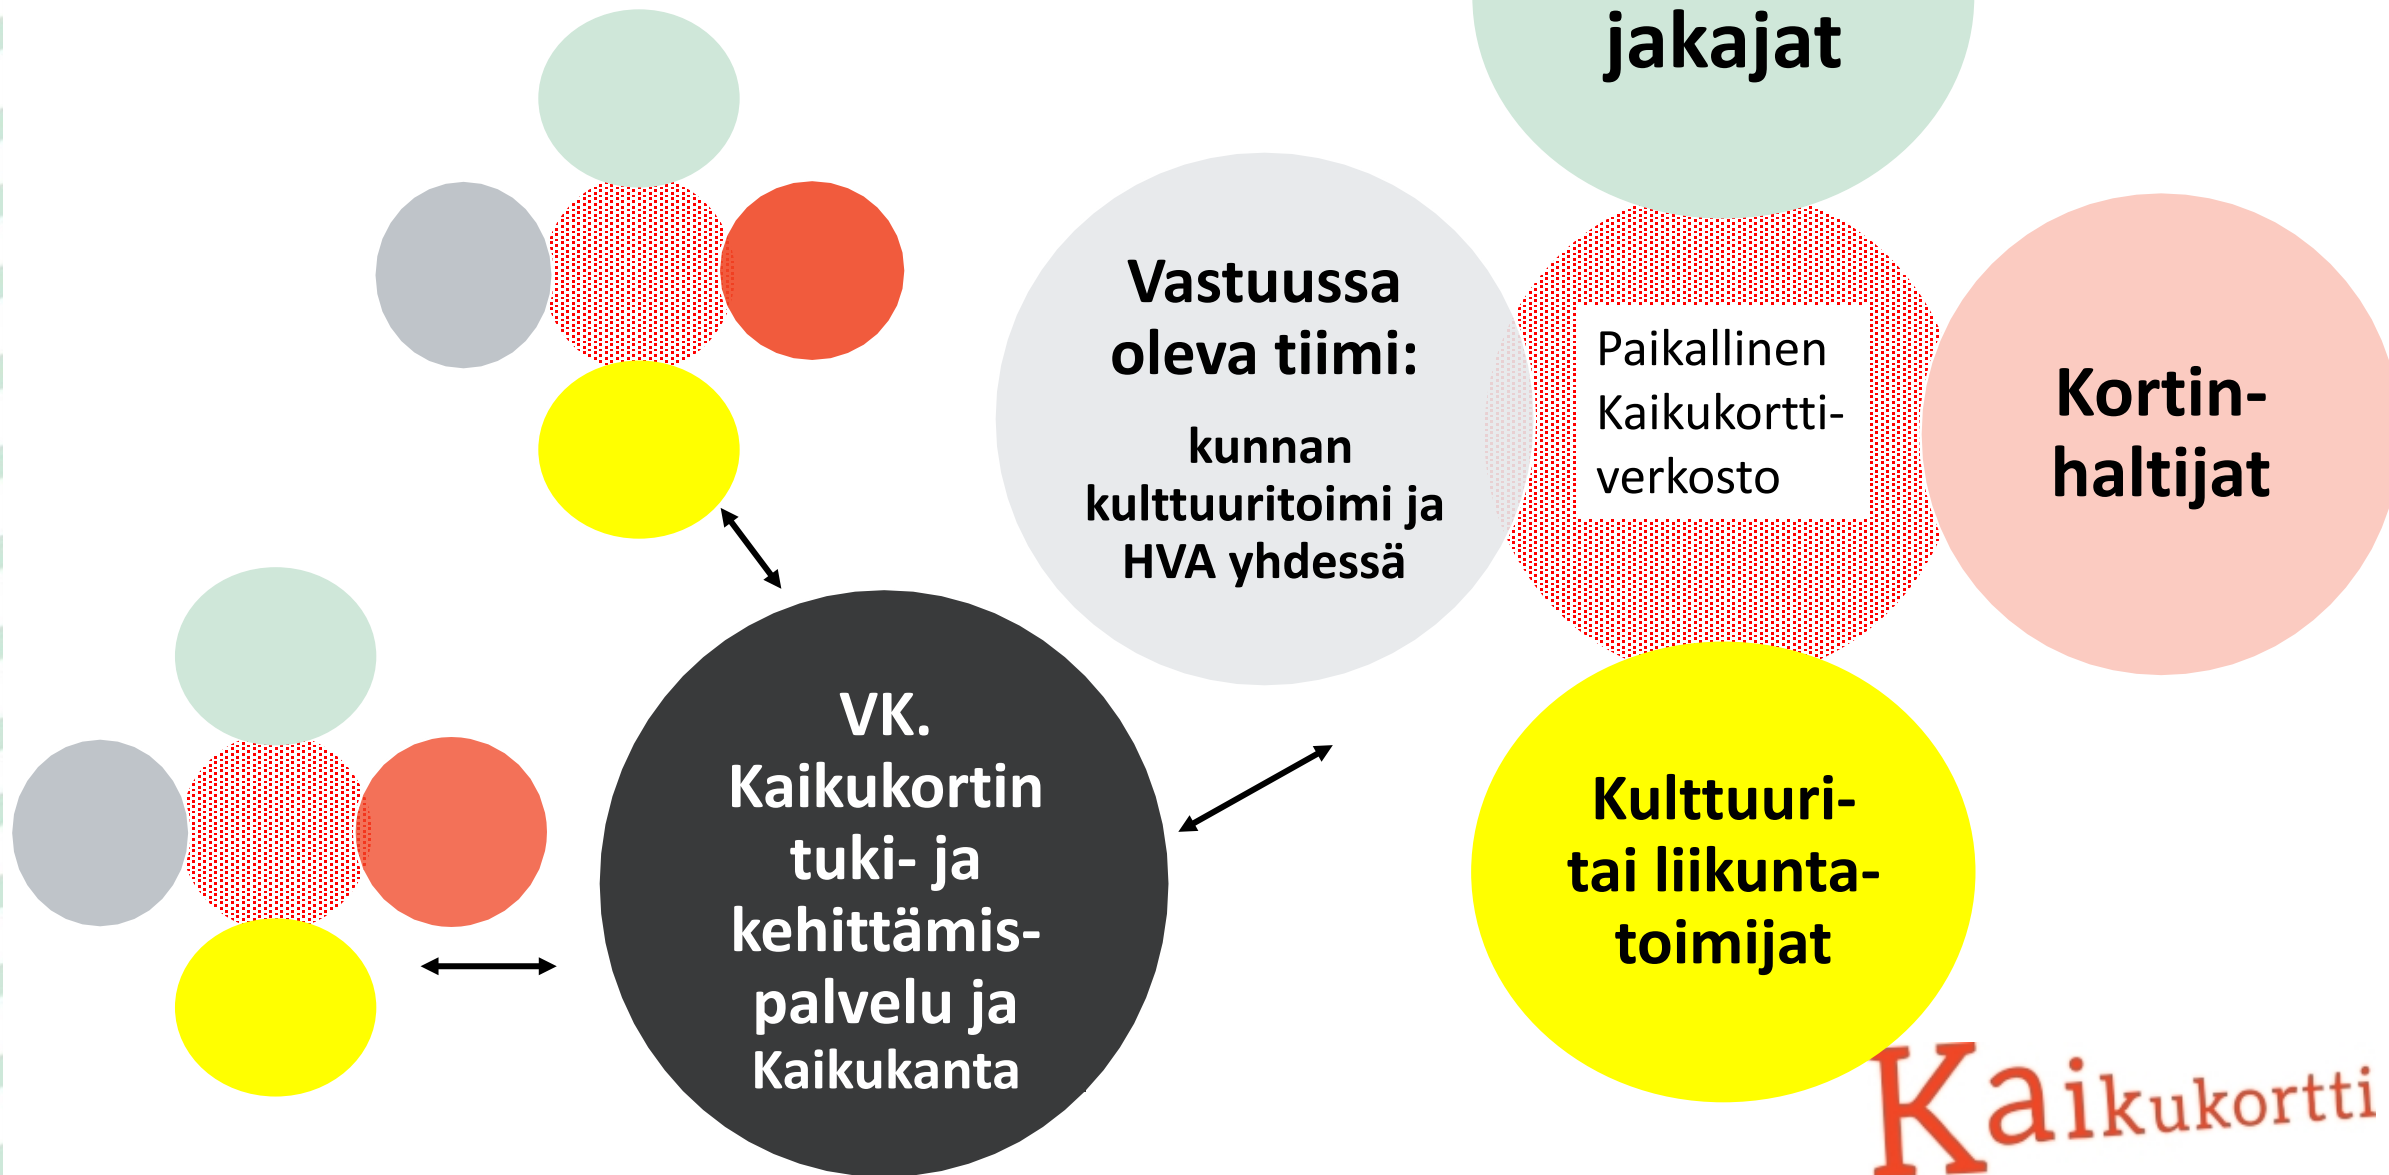 jakajat
Vastuussa
oleva tiimi:
kunnan
kulttuuritoimi ja
HVA yhdessä
Paikallinen
Kaikukortti-
verkosto
Kortin-
haltijat
VK.
Kaikukortin
tuki- ja
kehittämis-
palvelu ja
Kaikukanta
Kulttuuri-
tai liikunta-
toimijat
Kaikukortti